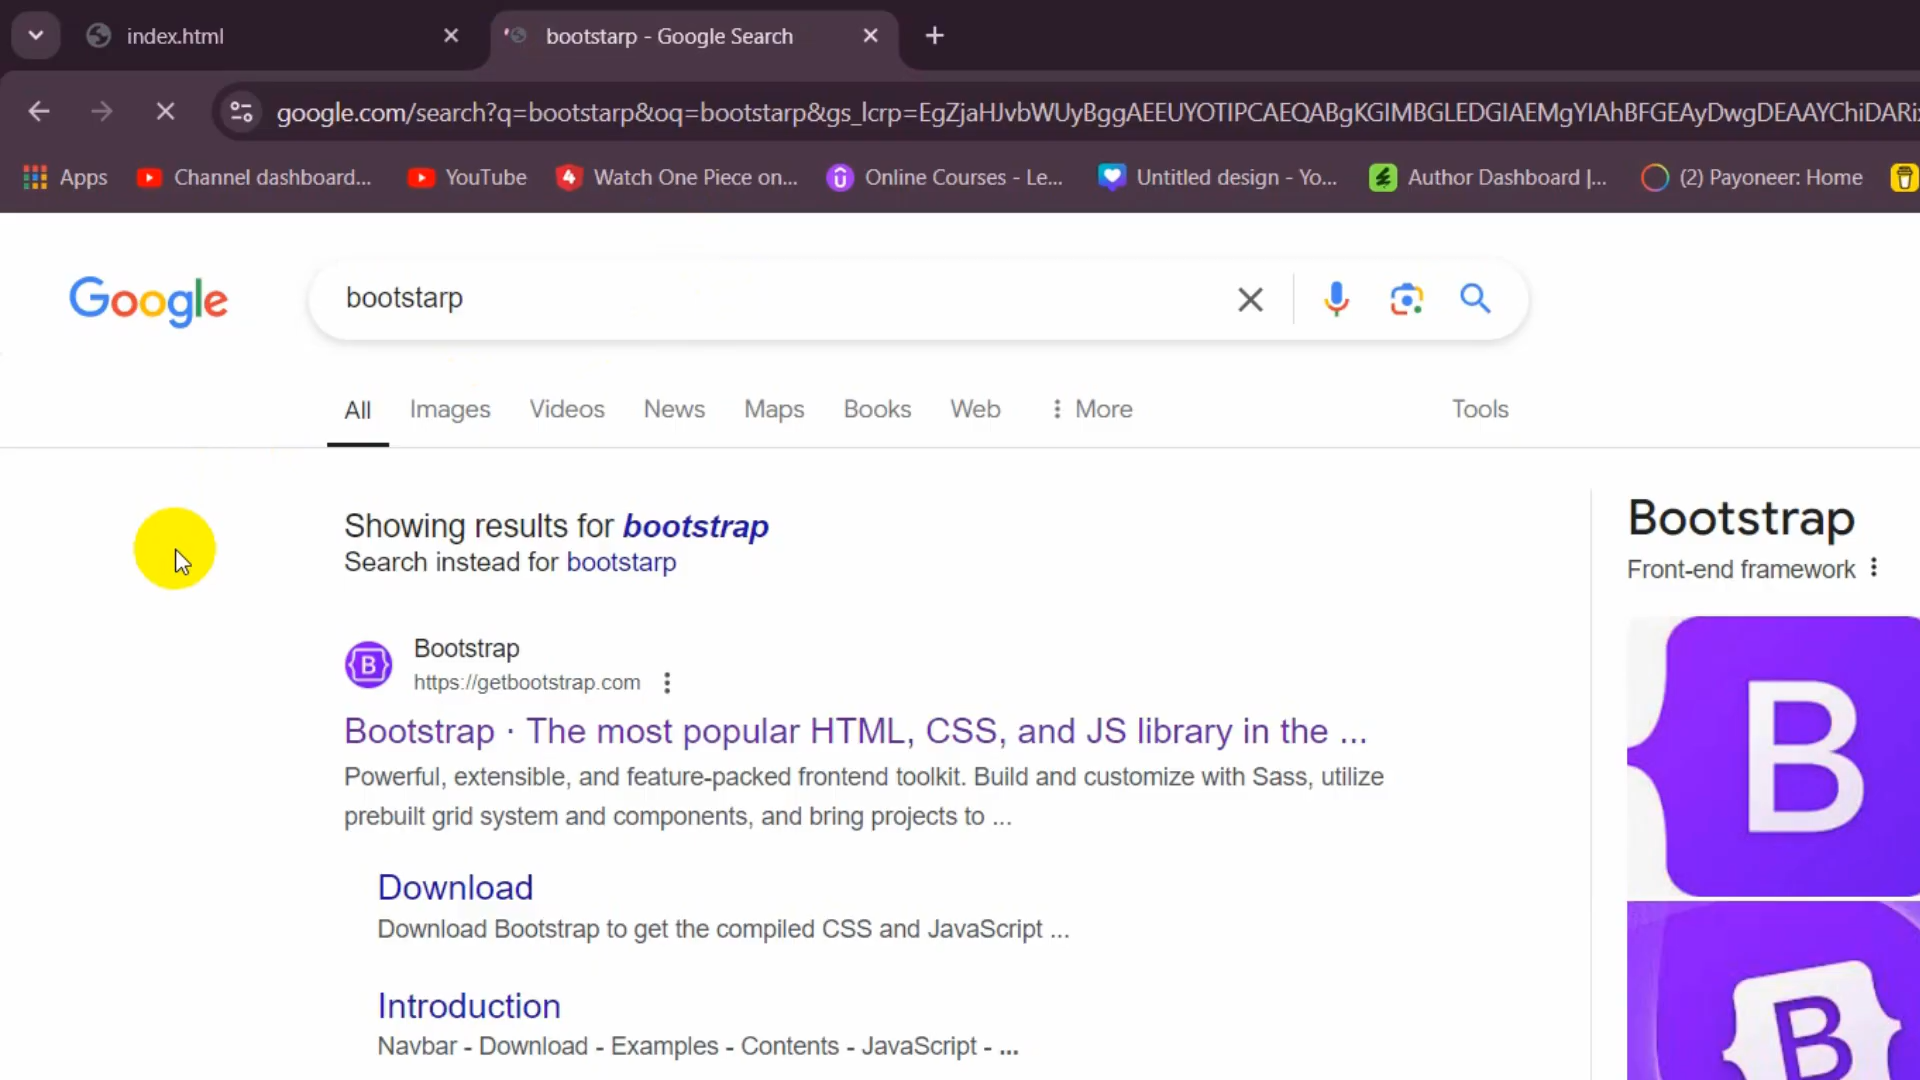 index.html
bootstarp - Google Search
google.com/search?q=bootstarp&oq=bootstarp&gs_lcrp=EgZjaHJvbWUyBggAEEUYOTIPCAEQABgKGIMBGLEDGIAEMgYIAhBFGEAyDwgDEAAYChiDARix
Apps
Channel dashboard...
YouTube
Watch One Piece on...
Online Courses - Le...
Untitled design - Yo...
Author Dashboard |...
(2) Payoneer: Home
Google
bootstarp
All
Images
Videos
News
Maps
Books
Web
More
Tools
Showing results for bootstrap
Search instead for bootstarp
Bootstrap
https://getbootstrap.com
Bootstrap · The most popular HTML, CSS, and JS library in the ...
Powerful, extensible, and feature-packed frontend toolkit. Build and customize with Sass, utilize
prebuilt grid system and components, and bring projects to ...
Download
Download Bootstrap to get the compiled CSS and JavaScript ...
Introduction
Navbar - Download - Examples - Contents - JavaScript - ...
Bootstrap
Front-end framework
B
B